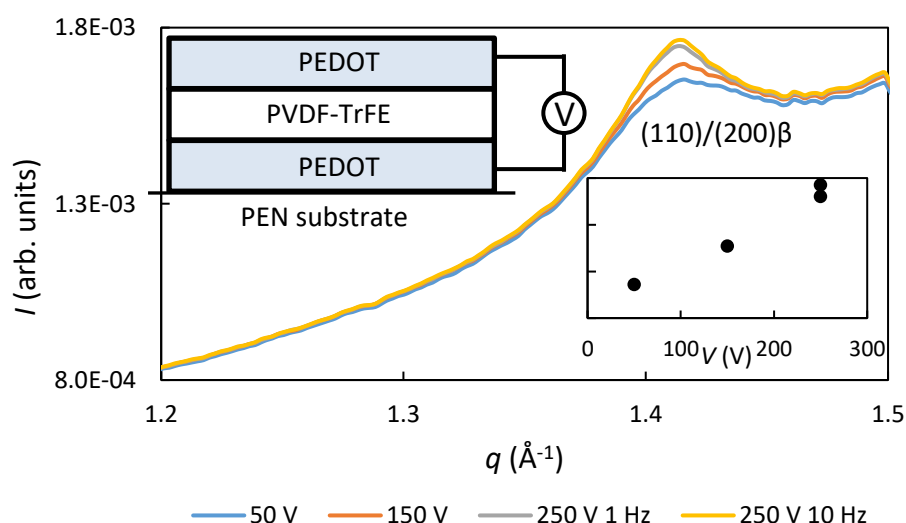 1.8E-03
PEDOT
PVDF-TrFE
V
PEDOT
(110)/(200)β
1.3E-03
PEN substrate
I (arb. units)
0 100 200 300
V (V)
8.0E-04
1.2 1.3 1.4 1.5
q (Å-1)
50 V 150 V 250 V 1 Hz 250 V 10 Hz